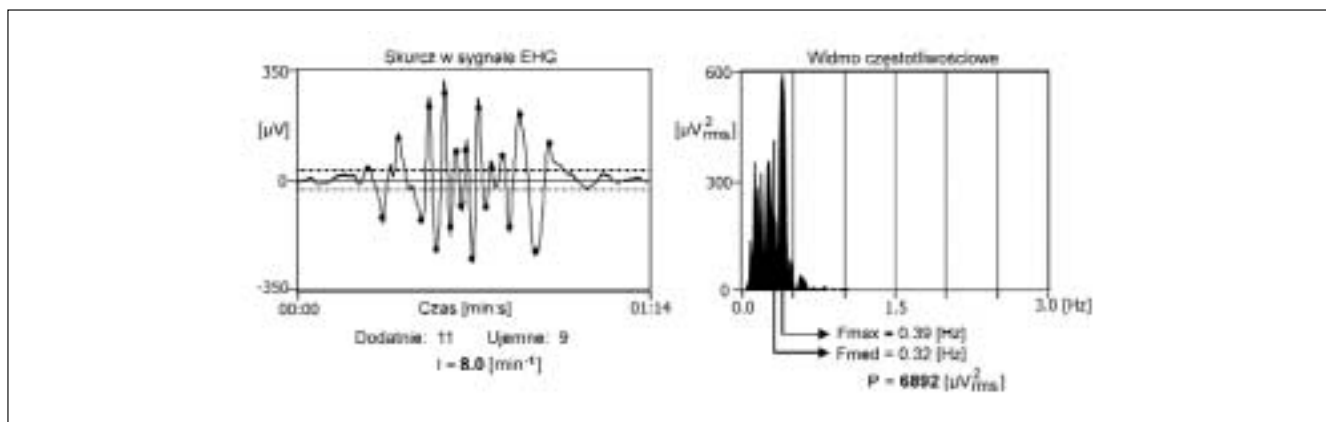 Skurcz w sygnale EHG
350
[µV]
0
-350
00:00
Czas [min:s]
01:14
Dodatnie: 11 Ujemne: 9
I = 8.0 [min⁻¹]
Widmo częstotliwościowe
600
[µV²rms]
300
0
0.0
1.5
3.0 [Hz]
Fmax = 0.39 [Hz]
Fmed = 0.32 [Hz]
P = 6892 [µV²rms]